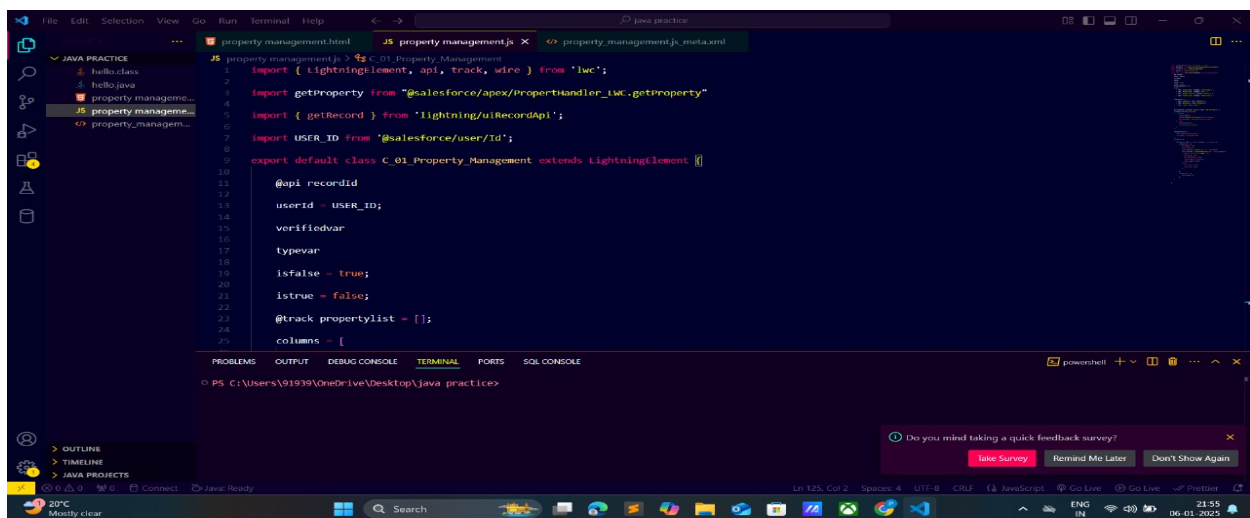 File Edit Selection View Go Run Terminal Help
java practice
property management.html
JS property management.js
property_management.js_meta.xml
JAVA PRACTICE
hello.class
hello.java
property manageme...
JS property manageme...
property_managem...
JS property management.js > C_01_Property_Management
1 import { LightningElement, api, track, wire } from 'lwc';
2
3 import getProperty from "@salesforce/apex/PropertHandler_LWC.getProperty"
4
5 import { getRecord } from 'lightning/uiRecordApi';
6
7 import USER_ID from '@salesforce/user/Id';
8
9 export default class C_01_Property_Management extends LightningElement {
10
11 @api recordId
12
13 userId = USER_ID;
14
15 verifiedvar
16
17 typevar
18
19 isfalse = true;
20
21 istrue = false;
22
23 @track propertylist = [];
24
25 columns = [
PROBLEMS OUTPUT DEBUG CONSOLE TERMINAL PORTS SQL CONSOLE
powershell
PS C:\Users\91939\OneDrive\Desktop\java practice>
OUTLINE
TIMELINE
JAVA PROJECTS
Do you mind taking a quick feedback survey?
Take Survey Remind Me Later Don't Show Again
0 0 0 Connect Java: Ready
Ln 125, Col 2 Spaces: 4 UTF-8 CRLF JavaScript Go Live Go Live Prettier
20°C
Mostly clear
Search
ENG
IN
21:55
06-01-2025